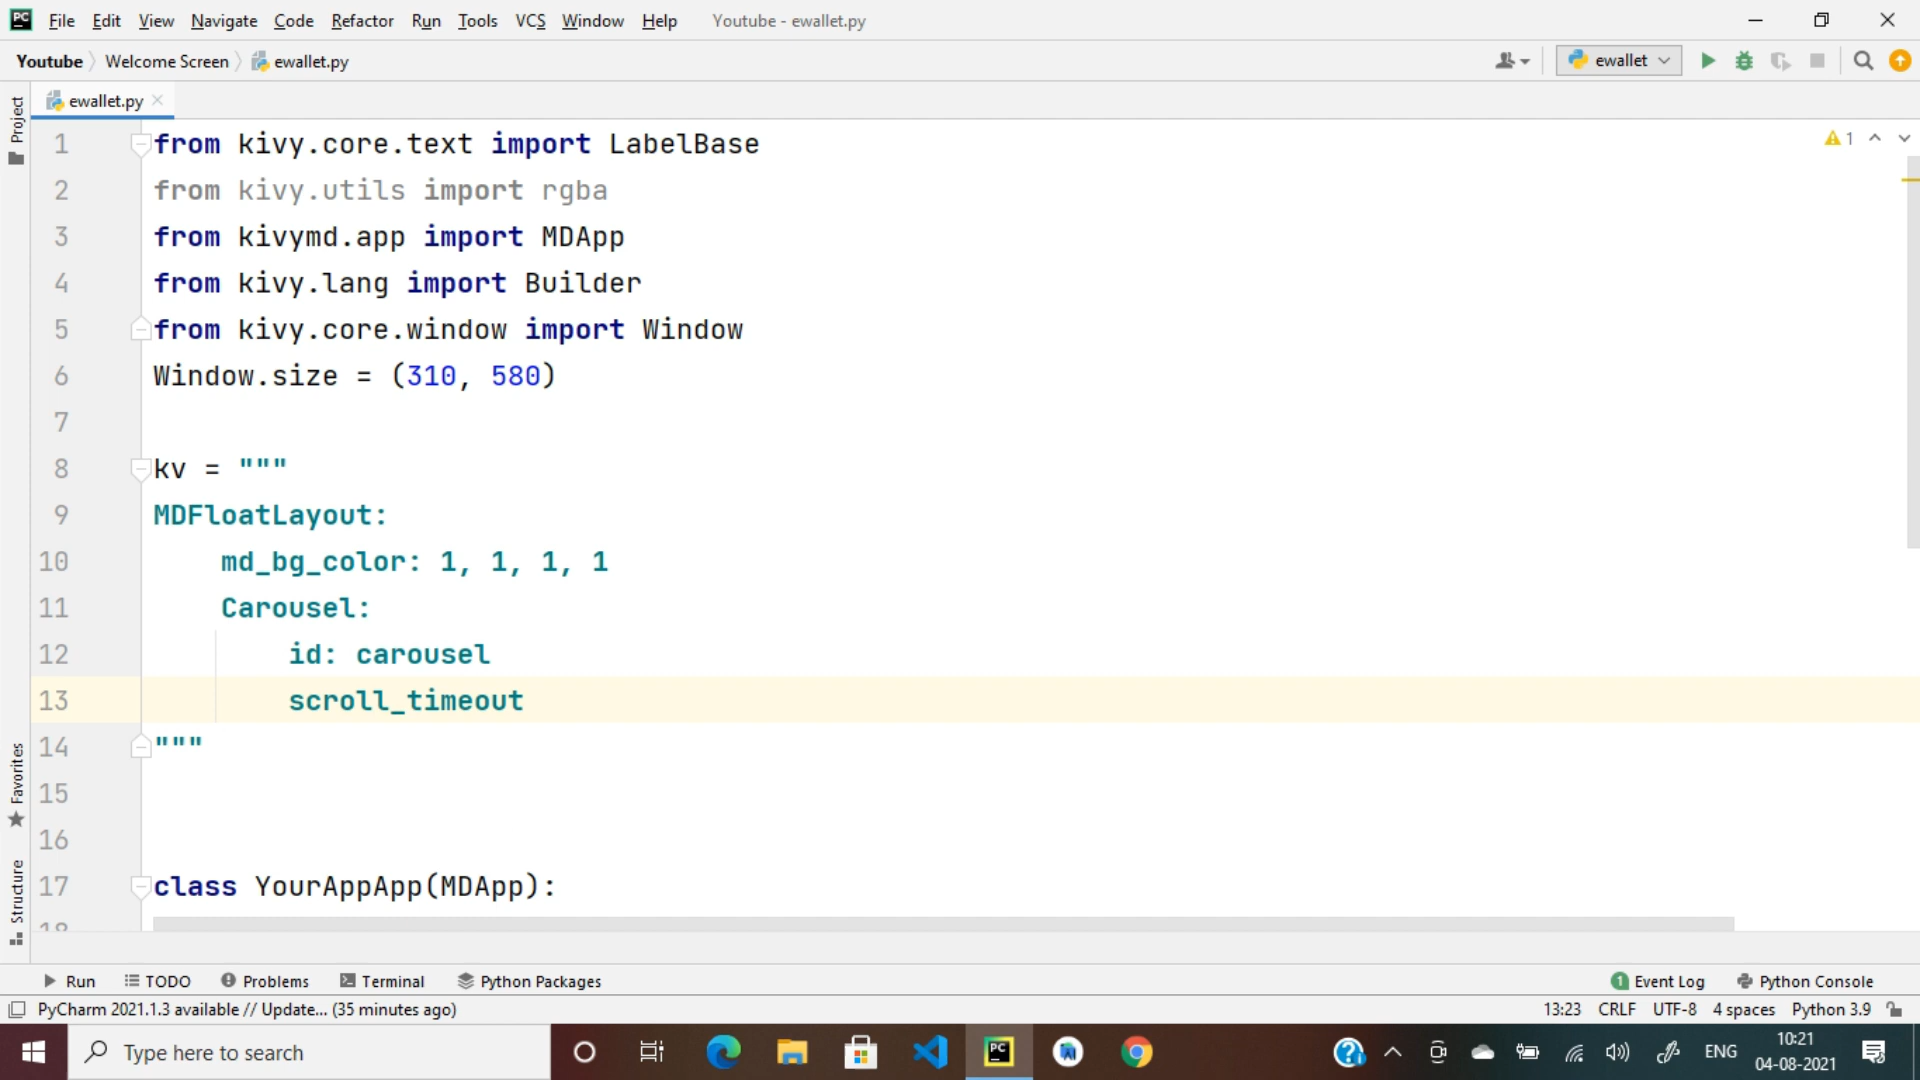 PC File Edit View Navigate Code Refactor Run Tools VCS Window Help Youtube - ewallet.py
Youtube Welcome Screen ewallet.py ewallet
Project
ewallet.py
1 from kivy.core.text import LabelBase 1
2 from kivy.utils import rgba
3 from kivymd.app import MDApp
4 from kivy.lang import Builder
5 from kivy.core.window import Window
6 Window.size = (310, 580)
7
8 kv = """
9 MDFloatLayout:
10 md_bg_color: 1, 1, 1, 1
11 Carousel:
12 id: carousel
13 scroll_timeout
14 """
15
16
17 class YourAppApp(MDApp):
18
Favorites
Structure
Run TODO Problems Terminal Python Packages 1 Event Log Python Console
PyCharm 2021.1.3 available // Update... (35 minutes ago) 13:23 CRLF UTF-8 4 spaces Python 3.9
Type here to search PC ENG 10:21
04-08-2021